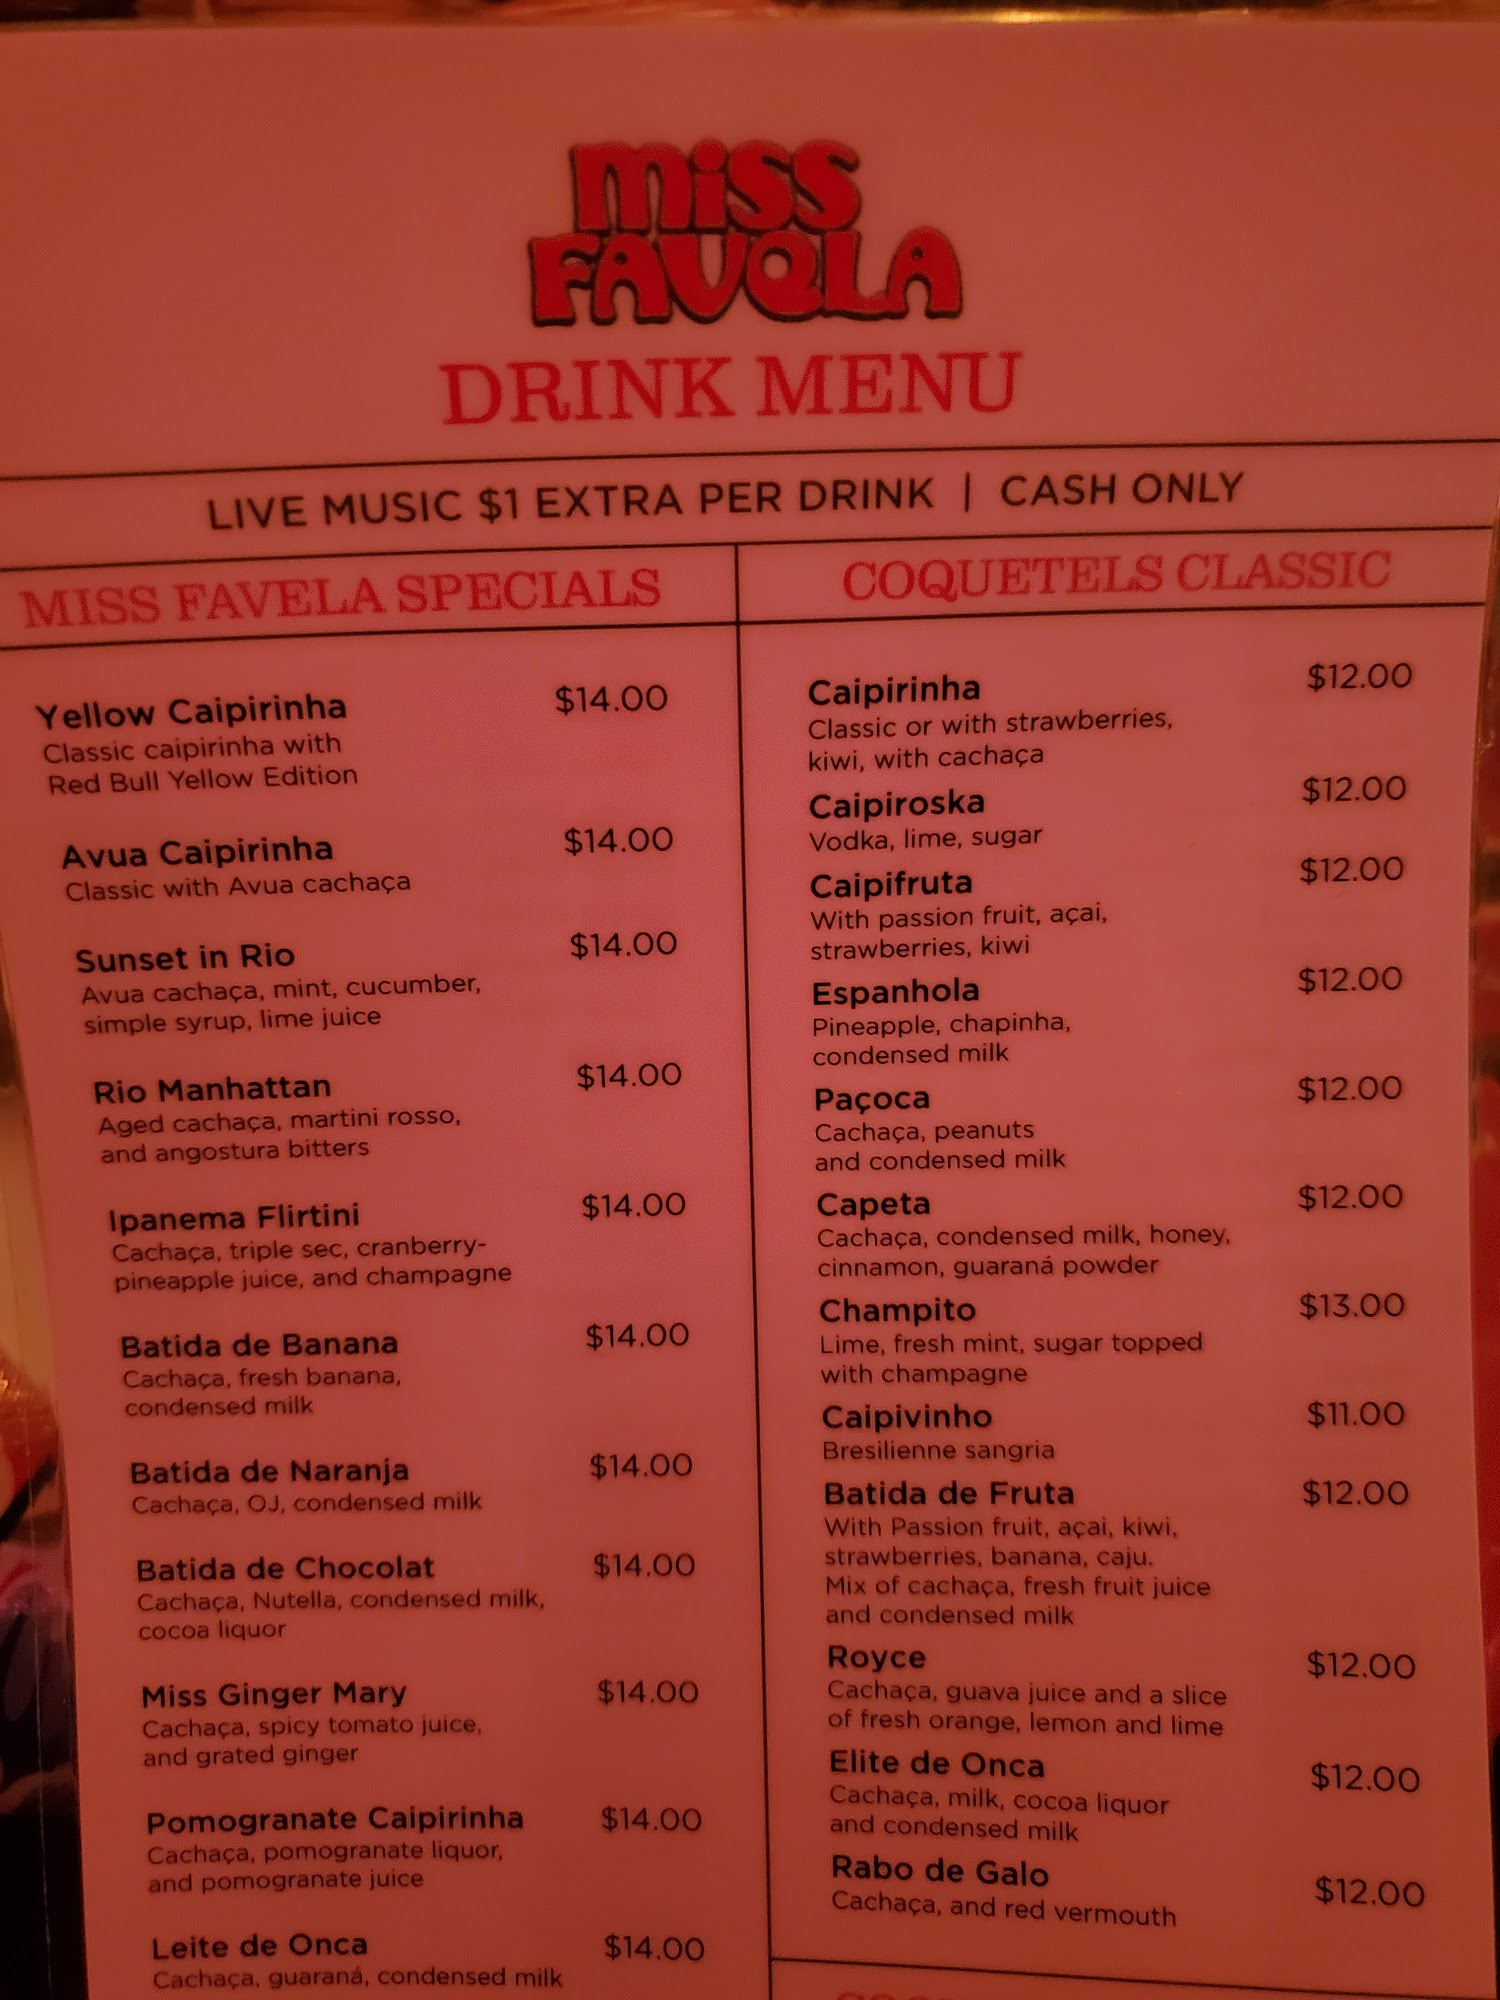 miss
FAVELA
DRINK MENU
LIVE MUSIC $1 EXTRA PER DRINK | CASH ONLY
MISS FAVELA SPECIALS
Yellow Caipirinha $14.00
Classic caipirinha with
Red Bull Yellow Edition
Avua Caipirinha $14.00
Classic with Avua cachaça
Sunset in Rio $14.00
Avua cachaça, mint, cucumber,
simple syrup, lime juice
Rio Manhattan $14.00
Aged cachaça, martini rosso,
and angostura bitters
Ipanema Flirtini $14.00
Cachaça, triple sec, cranberry-
pineapple juice, and champagne
Batida de Banana $14.00
Cachaça, fresh banana,
condensed milk
Batida de Naranja $14.00
Cachaça, OJ, condensed milk
Batida de Chocolat $14.00
Cachaça, Nutella, condensed milk,
cocoa liquor
Miss Ginger Mary $14.00
Cachaça, spicy tomato juice,
and grated ginger
Pomogranate Caipirinha $14.00
Cachaça, pomogranate liquor,
and pomogranate juice
Leite de Onca $14.00
Cachaça, guaraná, condensed milk
COQUETELS CLASSIC
Caipirinha $12.00
Classic or with strawberries,
kiwi, with cachaça
Caipiroska $12.00
Vodka, lime, sugar
Caipifruta $12.00
With passion fruit, açai,
strawberries, kiwi
Espanhola $12.00
Pineapple, chapinha,
condensed milk
Paçoca $12.00
Cachaça, peanuts
and condensed milk
Capeta $12.00
Cachaça, condensed milk, honey,
cinnamon, guaraná powder
Champito $13.00
Lime, fresh mint, sugar topped
with champagne
Caipivinho $11.00
Bresilienne sangria
Batida de Fruta $12.00
With Passion fruit, açai, kiwi,
strawberries, banana, caju.
Mix of cachaça, fresh fruit juice
and condensed milk
Royce $12.00
Cachaça, guava juice and a slice
of fresh orange, lemon and lime
Elite de Onca $12.00
Cachaça, milk, cocoa liquor
and condensed milk
Rabo de Galo $12.00
Cachaça, and red vermouth